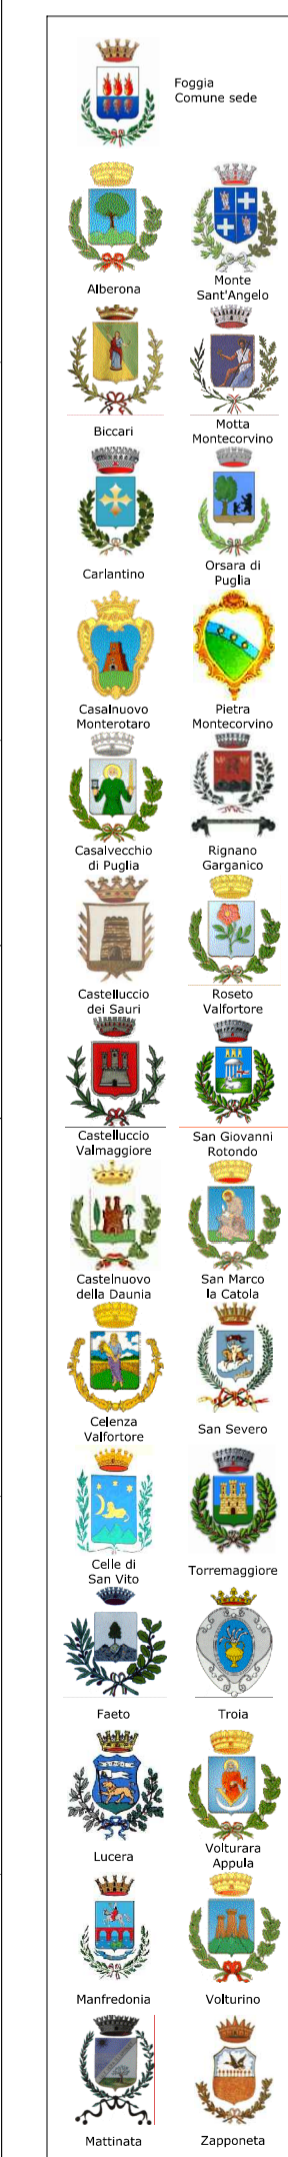 Foggia
Comune sede
Alberona
Monte
Sant'Angelo
Biccari
Motta
Montecorvino
Carlantino
Orsara di
Puglia
Casalnuovo
Monterotaro
Pietra
Montecorvino
Casalvecchio
di Puglia
Rignano
Garganico
Castelluccio
dei Sauri
Roseto
Valfortore
Castelluccio
Valmaggiore
San Giovanni
Rotondo
Castelnuovo
della Daunia
San Marco
la Catola
Celenza
Valfortore
San Severo
Celle di
San Vito
Torremaggiore
Faeto
Troia
Lucera
Volturara
Appula
Manfredonia
Volturino
Mattinata
Zapponeta